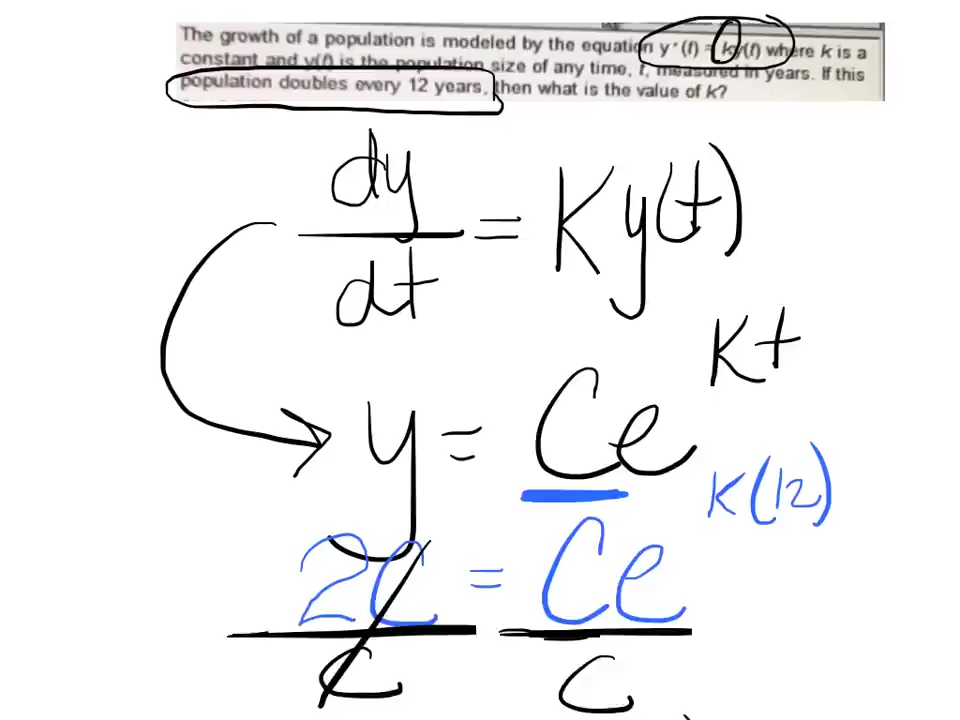 The growth of a population is modeled by the equation y'(t) = ky(t) where k is a
constant and y(t) is the population size of any time, t, measured in years. If this
population doubles every 12 years, then what is the value of k?
dy/dt = Ky(t)
y = Ce^Kt
2C = Ce^K(12)
C C